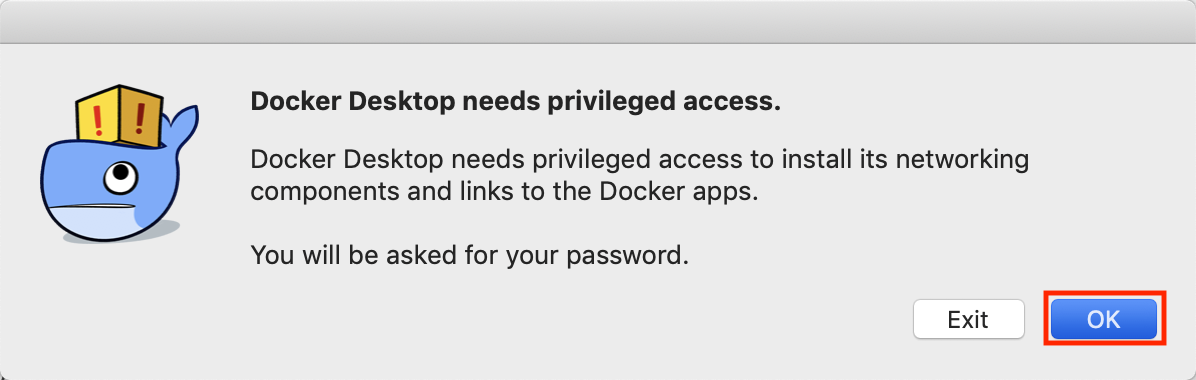 Docker Desktop needs privileged access.
Docker Desktop needs privileged access to install its networking
components and links to the Docker apps.
You will be asked for your password.
Exit
OK